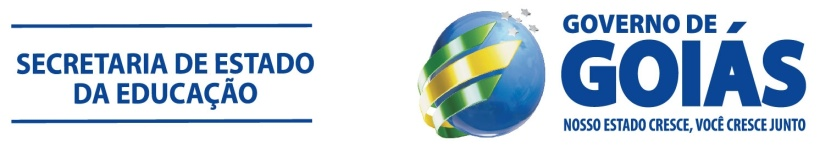 SECRETARIA DE ESTADO
DA EDUCAÇÃO
GOVERNO DE
GOIÁS
NOSSO ESTADO CRESCE, VOCÊ CRESCE JUNTO